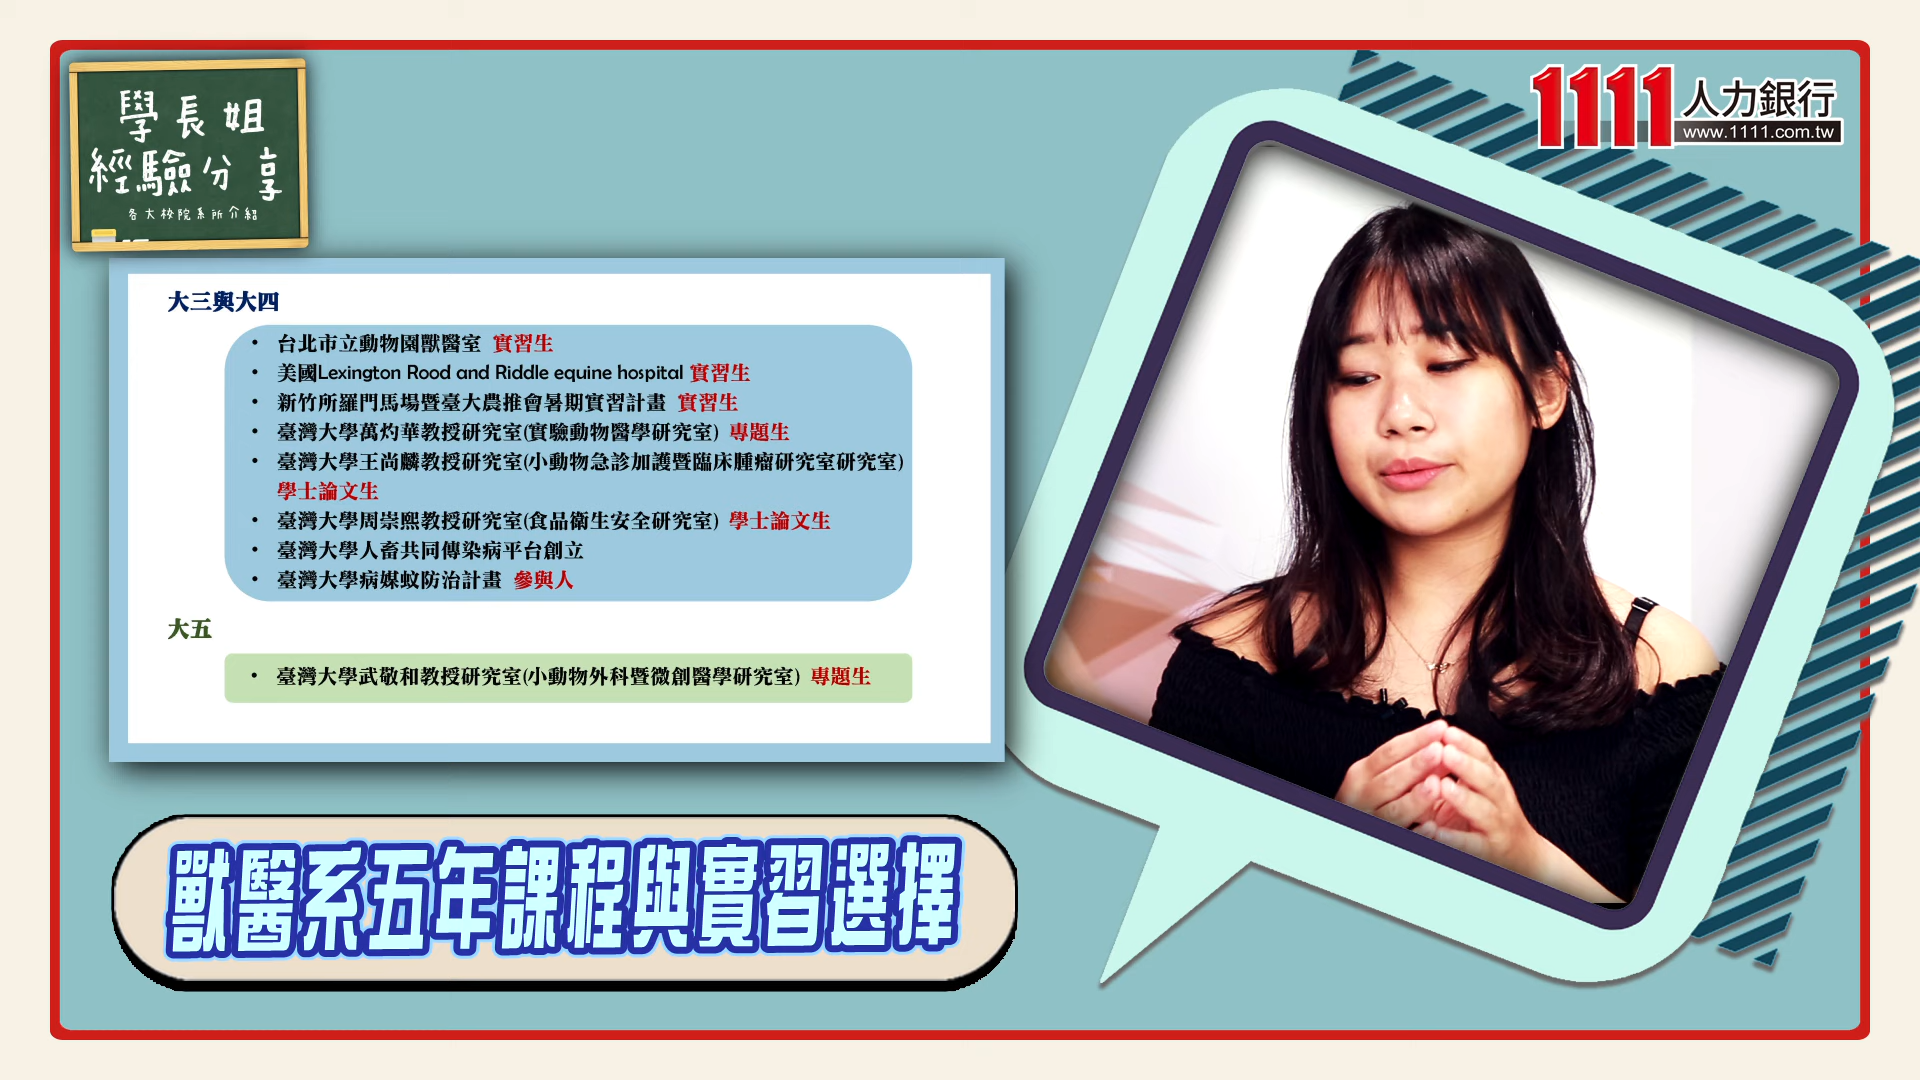 學長姐
經驗分享
各大校院系所介紹
1111人力銀行
www.1111.com.tw
大三與大四
• 台北市立動物園獸醫室 實習生
• 美國Lexington Rood and Riddle equine hospital 實習生
• 新竹所羅門馬場暨臺大農推會暑期實習計畫 實習生
• 臺灣大學萬灼華教授研究室(實驗動物醫學研究室) 專題生
• 臺灣大學王尚麟教授研究室(小動物急診加護暨臨床腫瘤研究室研究室)
學士論文生
• 臺灣大學周崇熙教授研究室(食品衛生安全研究室) 學士論文生
• 臺灣大學人畜共同傳染病平台創立
• 臺灣大學病媒蚊防治計畫 參與人
大五
• 臺灣大學武敬和教授研究室(小動物外科暨微創醫學研究室) 專題生
獸醫系五年課程與實習選擇